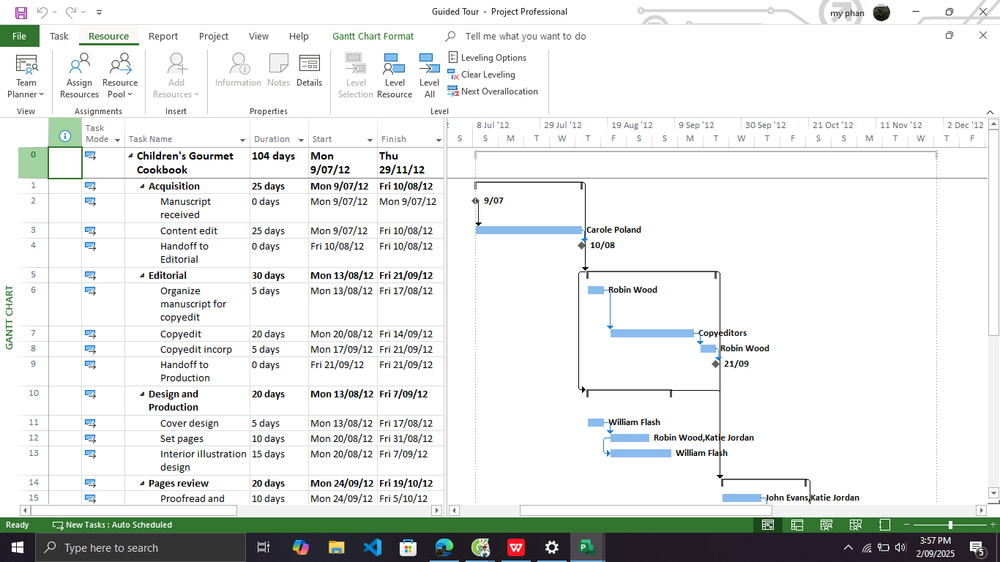 Guided Tour - Project Professional
my phan
File Task Resource Report Project View Help Gantt Chart Format Tell me what you want to do
Team Planner
Assign Resources
Resource Pool
Add Resources
Information
Notes
Details
Level Selection
Level Resource
Level All
Leveling Options
Clear Leveling
Next Overallocation
View Assignments Insert Properties Level
Task Mode Task Name Duration Start Finish
2 8 Jul '12 29 Jul '12 19 Aug '12 9 Sep '12 30 Sep '12 21 Oct '12 11 Nov '12 2 Dec '12
S S M T W T F S S M T W T F
GANTT CHART
0 Children's Gourmet Cookbook 104 days Mon 9/07/12 Thu 29/11/12
1 Acquisition 25 days Mon 9/07/12 Fri 10/08/12
2 Manuscript received 0 days Mon 9/07/12 Mon 9/07/12
9/07
3 Content edit 25 days Mon 9/07/12 Fri 10/08/12
Carole Poland
4 Handoff to Editorial 0 days Fri 10/08/12 Fri 10/08/12
10/08
5 Editorial 30 days Mon 13/08/12 Fri 21/09/12
6 Organize manuscript for copyedit 5 days Mon 13/08/12 Fri 17/08/12
Robin Wood
7 Copyedit 20 days Mon 20/08/12 Fri 14/09/12
Copyeditors
8 Copyedit incorp 5 days Mon 17/09/12 Fri 21/09/12
Robin Wood
9 Handoff to Production 0 days Fri 21/09/12 Fri 21/09/12
21/09
10 Design and Production 20 days Mon 13/08/12 Fri 7/09/12
11 Cover design 5 days Mon 13/08/12 Fri 17/08/12
William Flash
12 Set pages 10 days Mon 20/08/12 Fri 31/08/12
Robin Wood,Katie Jordan
13 Interior illustration design 15 days Mon 20/08/12 Fri 7/09/12
William Flash
14 Pages review 20 days Mon 24/09/12 Fri 19/10/12
15 Proofread and 10 days Mon 24/09/12 Fri 5/10/12
John Evans,Katie Jordan
Ready New Tasks : Auto Scheduled
Type here to search
3:57 PM
2/09/2025
5